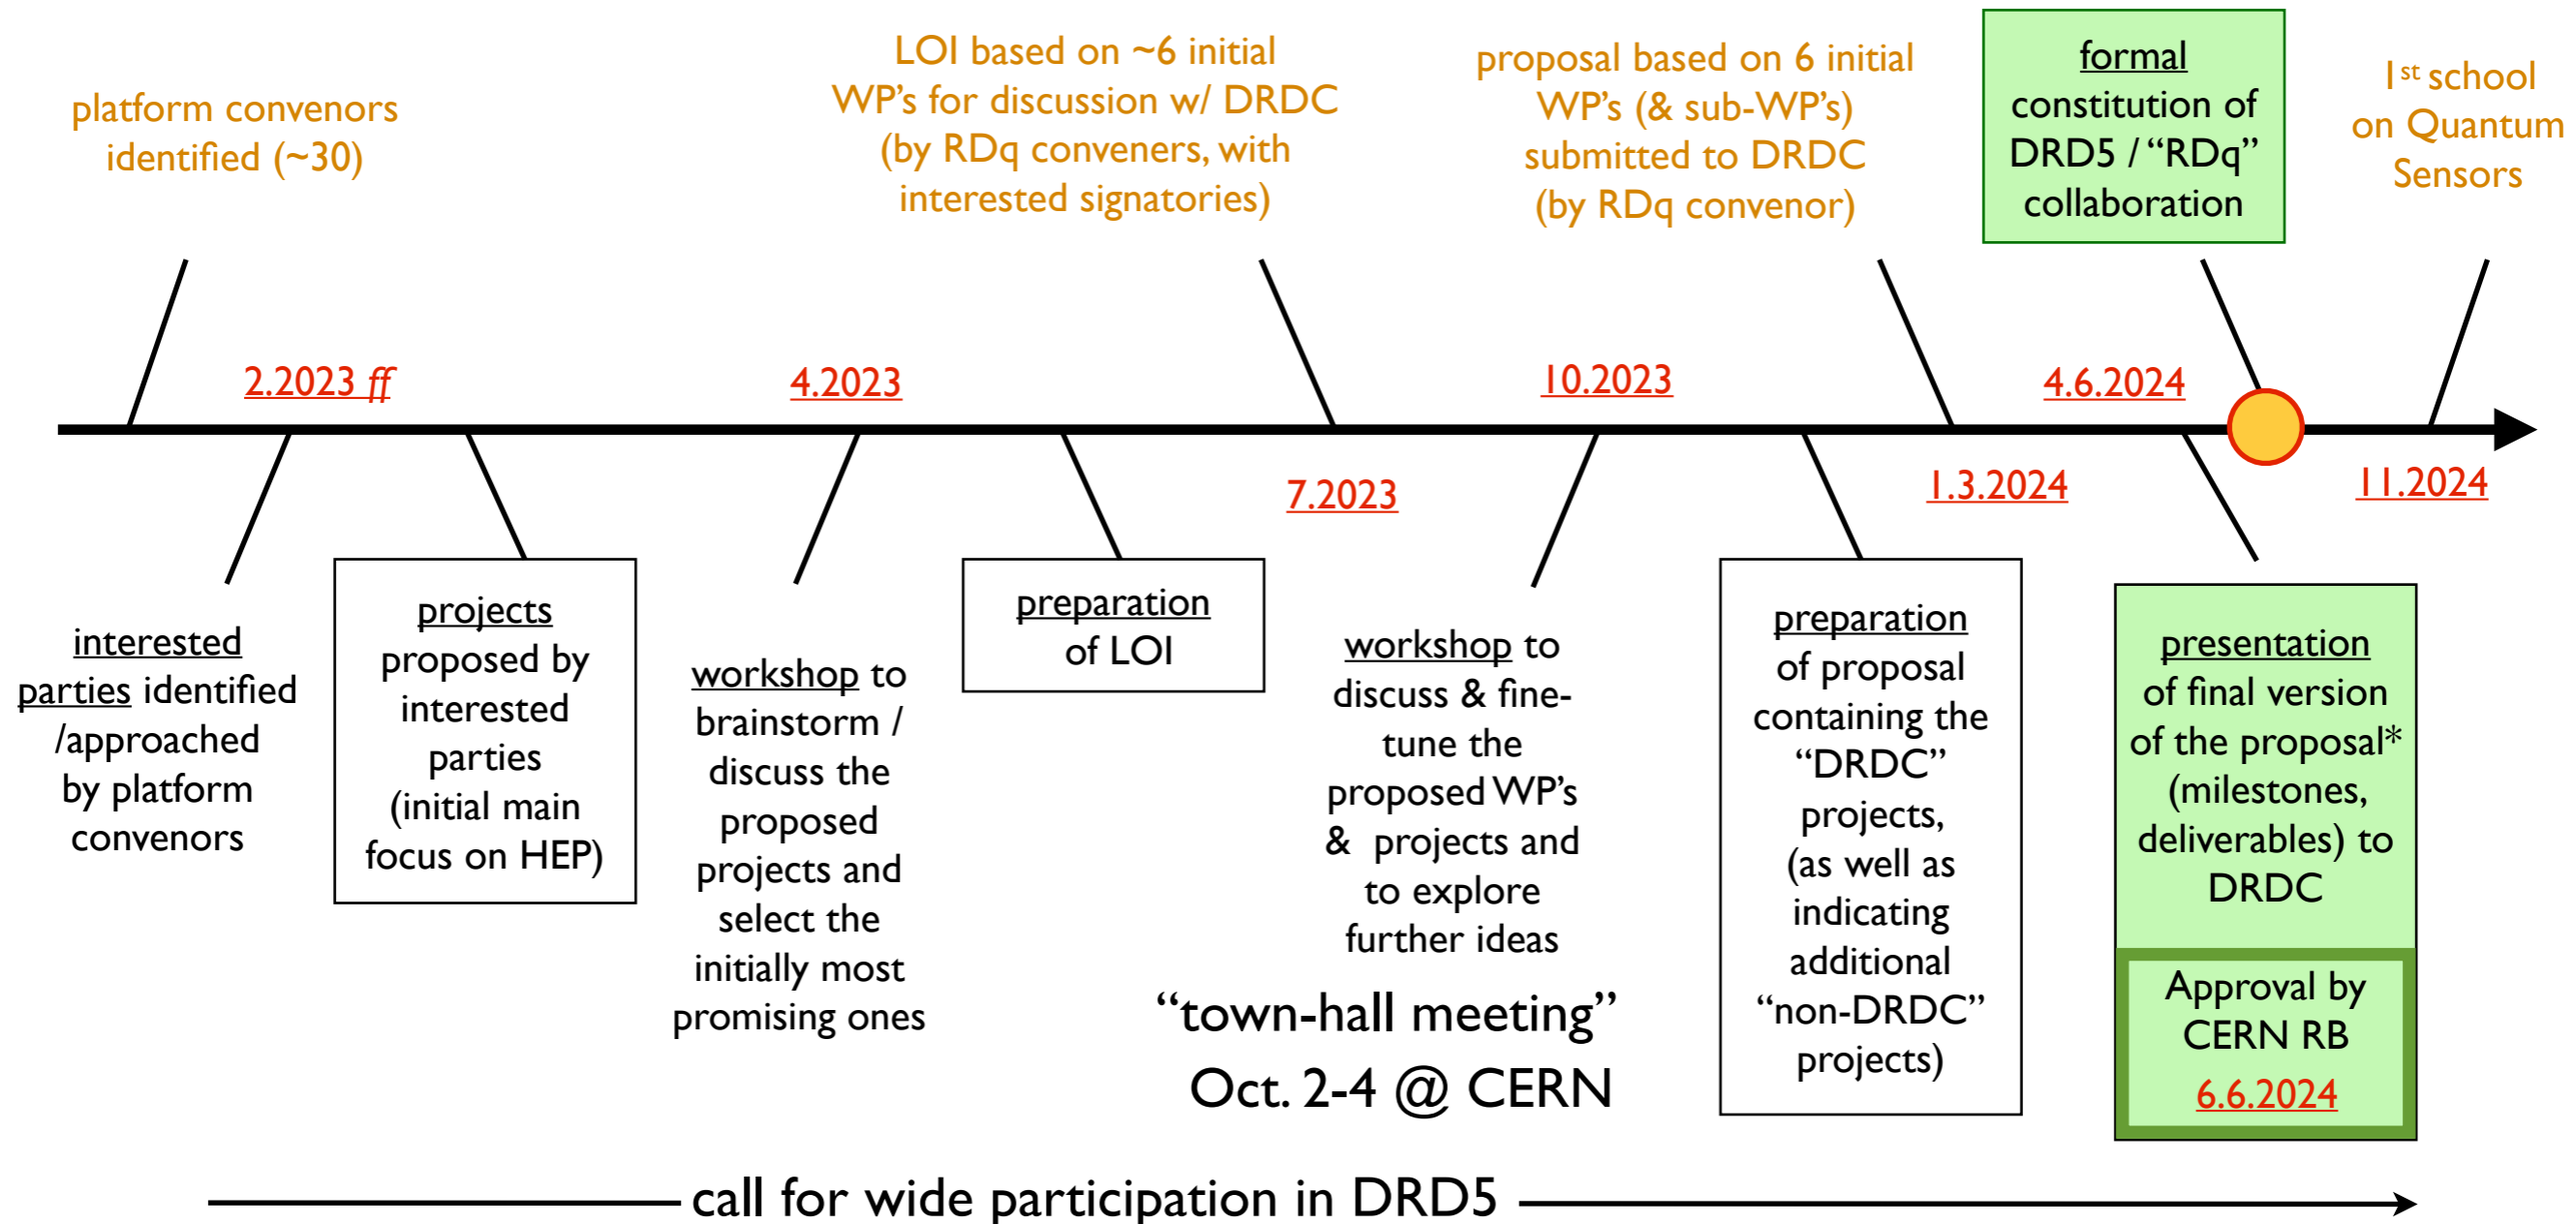 platform convenors
identified (~30)
LOI based on ~6 initial
WP’s for discussion w/ DRDC
(by RDq conveners, with
interested signatories)
proposal based on 6 initial
WP’s (& sub-WP’s)
submitted to DRDC
(by RDq convenor)
formal
constitution of
DRD5 / “RDq”
collaboration
1st school
on Quantum
Sensors
2.2023 ff
4.2023
10.2023
4.6.2024
7.2023
1.3.2024
11.2024
interested
parties identified
/approached
by platform
convenors
projects
proposed by
interested
parties
(initial main
focus on HEP)
workshop to
brainstorm /
discuss the
proposed
projects and
select the
initially most
promising ones
preparation
of LOI
workshop to
discuss & fine-
tune the
proposed WP’s
& projects and
to explore
further ideas
“town-hall meeting”
Oct. 2-4 @ CERN
preparation
of proposal
containing the
“DRDC”
projects,
(as well as
indicating
additional
“non-DRDC”
projects)
presentation
of final version
of the proposal*
(milestones,
deliverables) to
DRDC
Approval by
CERN RB
6.6.2024
call for wide participation in DRD5